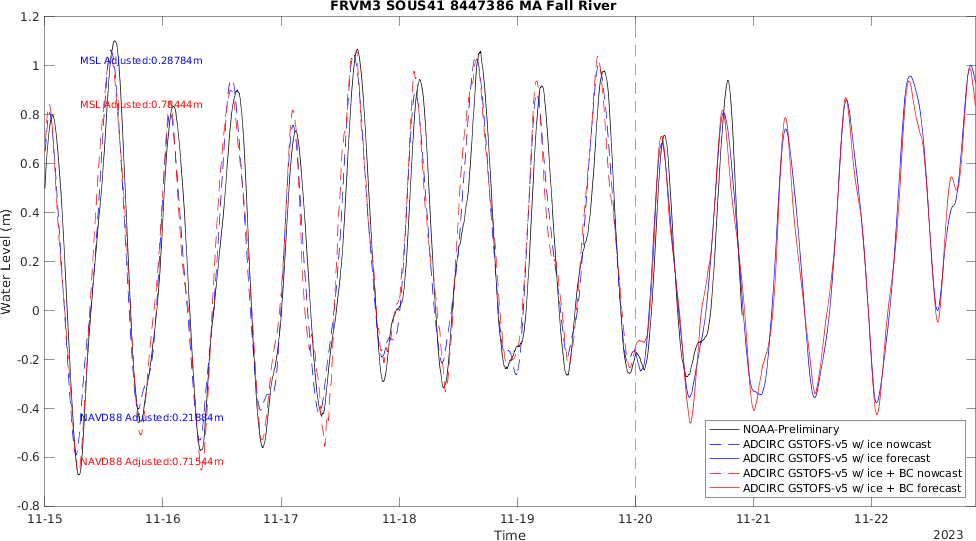 FRVM3 SOUS41 8447386 MA Fall River
1.2
1
0.8
0.6
0.4
0.2
0
-0.2
-0.4
-0.6
-0.8
Water Level (m)
MSL Adjusted:0.28784m
MSL Adjusted:0.78444m
NAVD88 Adjusted:0.21884m
NAVD88 Adjusted:0.71544m
NOAA-Preliminary
ADCIRC GSTOFS-v5 w/ ice nowcast
ADCIRC GSTOFS-v5 w/ ice forecast
ADCIRC GSTOFS-v5 w/ ice + BC nowcast
ADCIRC GSTOFS-v5 w/ ice + BC forecast
11-15 11-16 11-17 11-18 11-19 11-20 11-21 11-22
Time
2023